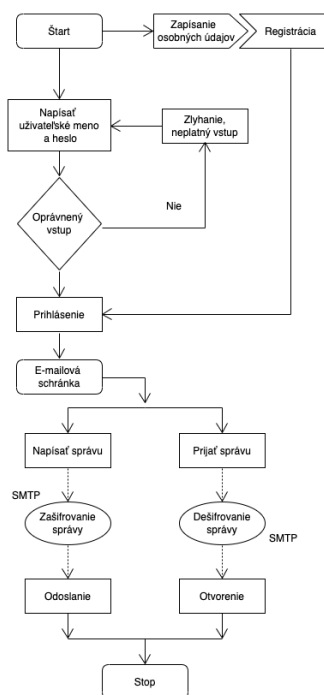 Štart
Zapísanie
osobných údajov
Registrácia
Napísať
uživateľské meno
a heslo
Zlyhanie,
neplatný vstup
Nie
Oprávnený
vstup
Prihlásenie
E-mailová
schránka
Napísať správu
Prijať správu
SMTP
Zašifrovanie
správy
Dešifrovanie
správy
SMTP
Odoslanie
Otvorenie
Stop